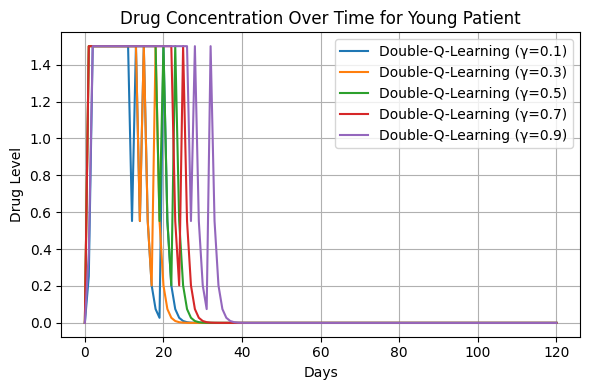 Drug Concentration Over Time for Young Patient
Double-Q-Learning (γ=0.1)
Double-Q-Learning (γ=0.3)
Double-Q-Learning (γ=0.5)
Double-Q-Learning (γ=0.7)
Double-Q-Learning (γ=0.9)
Drug Level
1.4
1.2
1.0
0.8
0.6
0.4
0.2
0.0
0 20 40 60 80 100 120
Days